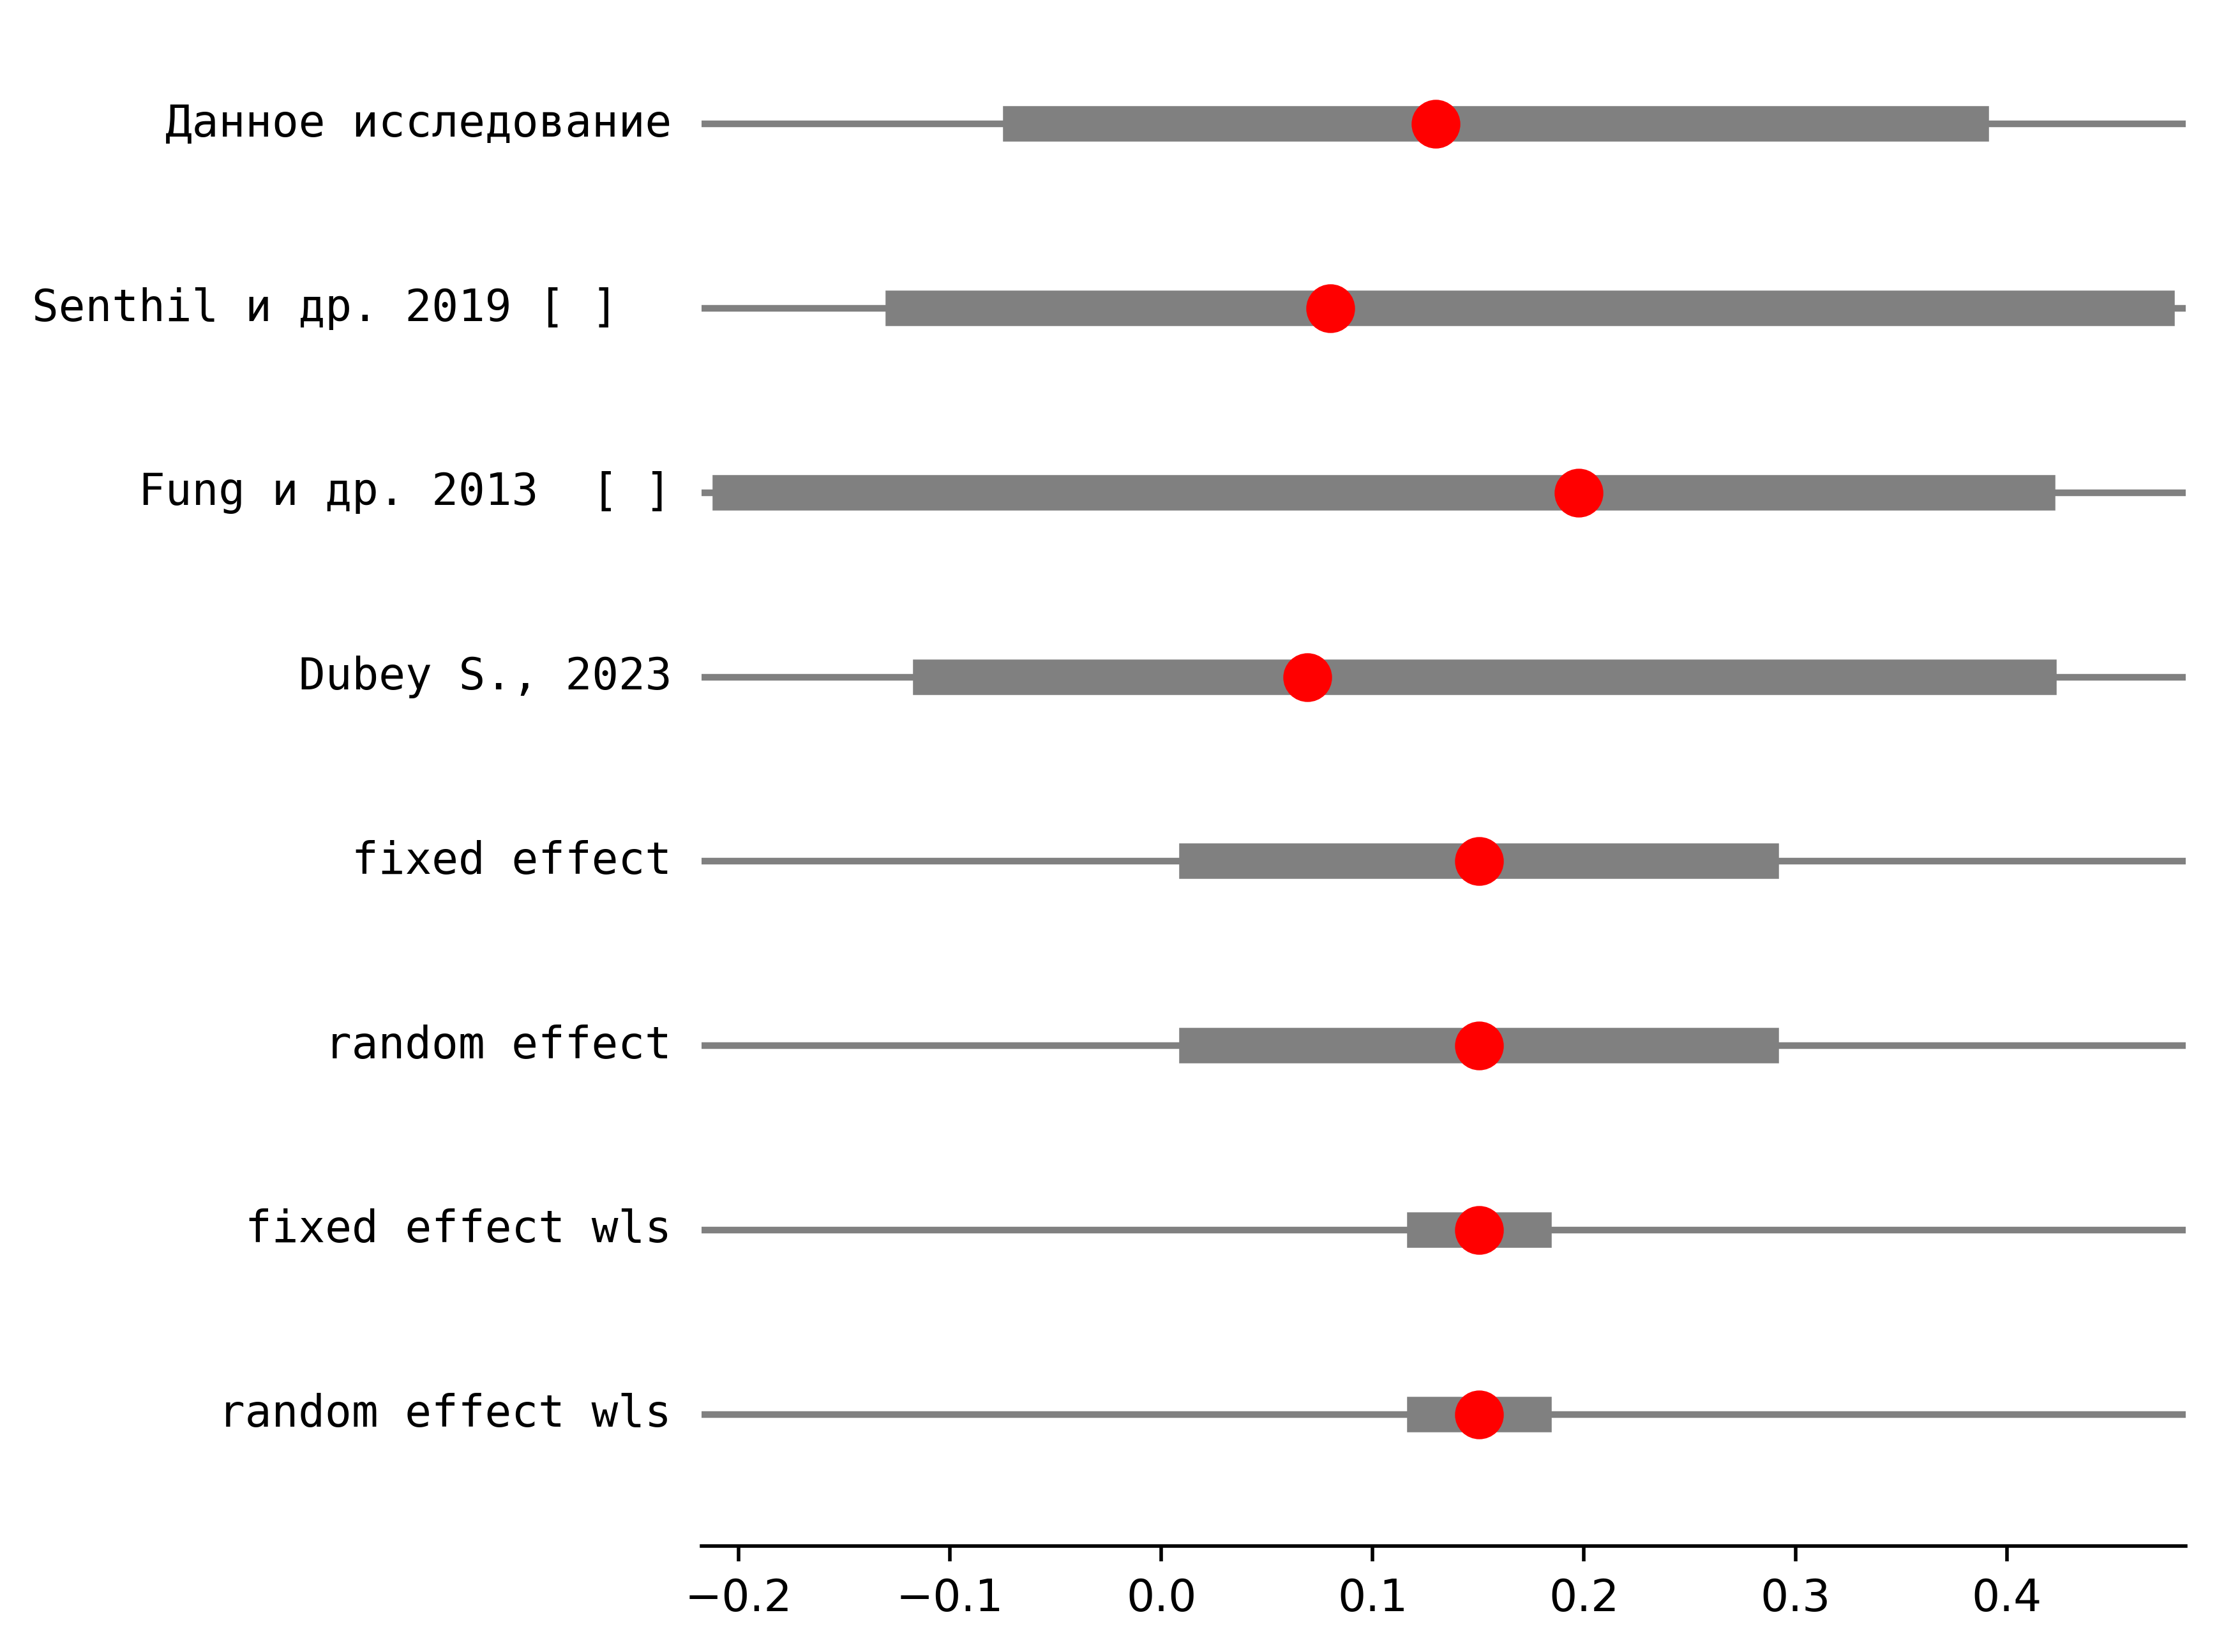 Данное исследование
Senthil и др. 2019 [ ]
Fung и др. 2013  [ ]
Dubey S., 2023
fixed effect
random effect
fixed effect wls
random effect wls
−0.2 −0.1 0.0 0.1 0.2 0.3 0.4